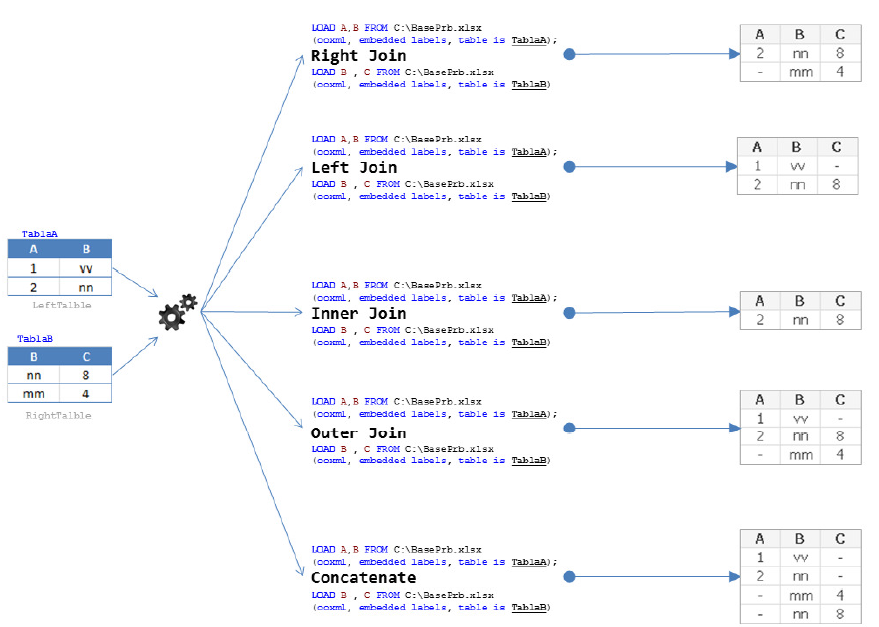 TablaA
A B
1 vv
2 nn
LeftTalble
TablaB
B C
nn 8
mm 4
RightTalble
LOAD A,B FROM C:\BasePrb.xlsx
(ooxml, embedded labels, table is TablaA);
Right Join
LOAD B , C FROM C:\BasePrb.xlsx
(ooxml, embedded labels, table is TablaB)
A B C
2 nn 8
- mm 4
LOAD A,B FROM C:\BasePrb.xlsx
(ooxml, embedded labels, table is TablaA);
Left Join
LOAD B , C FROM C:\BasePrb.xlsx
(ooxml, embedded labels, table is TablaB)
A B C
1 vv -
2 nn 8
LOAD A,B FROM C:\BasePrb.xlsx
(ooxml, embedded labels, table is TablaA);
Inner Join
LOAD B , C FROM C:\BasePrb.xlsx
(ooxml, embedded labels, table is TablaB)
A B C
2 nn 8
LOAD A,B FROM C:\BasePrb.xlsx
(ooxml, embedded labels, table is TablaA);
Outer Join
LOAD B , C FROM C:\BasePrb.xlsx
(ooxml, embedded labels, table is TablaB)
A B C
1 vv -
2 nn 8
- mm 4
LOAD A,B FROM C:\BasePrb.xlsx
(ooxml, embedded labels, table is TablaA);
Concatenate
LOAD B , C FROM C:\BasePrb.xlsx
(ooxml, embedded labels, table is TablaB)
A B C
1 vv -
2 nn -
- mm 4
- nn 8